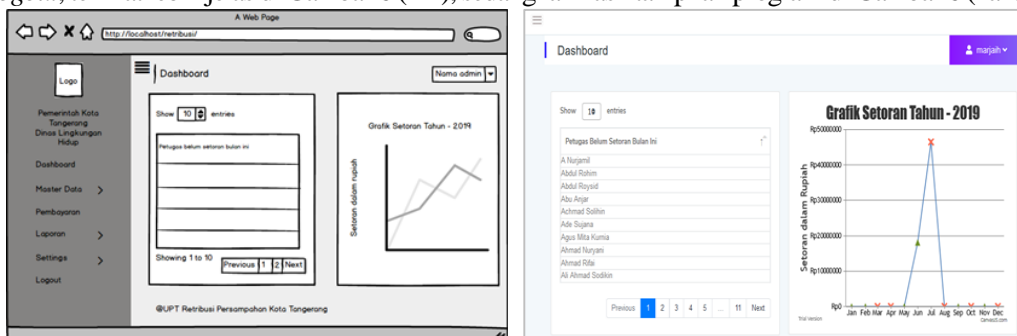 A Web Page
http://localhost/retribusi/
Logo
Pemerintah Kota
Tangerang
Dinas Lingkungan
Hidup
Dashboard
Master Data >
Pembayaran
Laporan >
Settings >
Logout
Dashboard
Nama admin
Show 10 entries
Petugas belum setoran bulan ini
Showing 1 to 10
Previous 1 2 Next
Grafik Setoran Tahun - 2019
Setoran dalam rupiah
@UPT Retribusi Persampahan Kota Tangerang
Dashboard
marjaih
Show 10 entries
Petugas Belum Setoran Bulan Ini
A Nurjamil
Abdul Rohim
Abdul Roysid
Abu Anjar
Achmad Solihin
Ade Sujana
Agus Mita Kurnia
Ahmad Nuryani
Ahmad Rifai
Ali Ahmad Sodikin
Previous 1 2 3 4 5 ... 11 Next
Grafik Setoran Tahun - 2019
Setoran dalam Rupiah
Rp50000000
Rp40000000
Rp30000000
Rp20000000
Rp10000000
Rp0
Jan Feb Mar Apr May Jun Jul Aug Sep Oct Nov Dec
Trial Version
CanvasJS.com